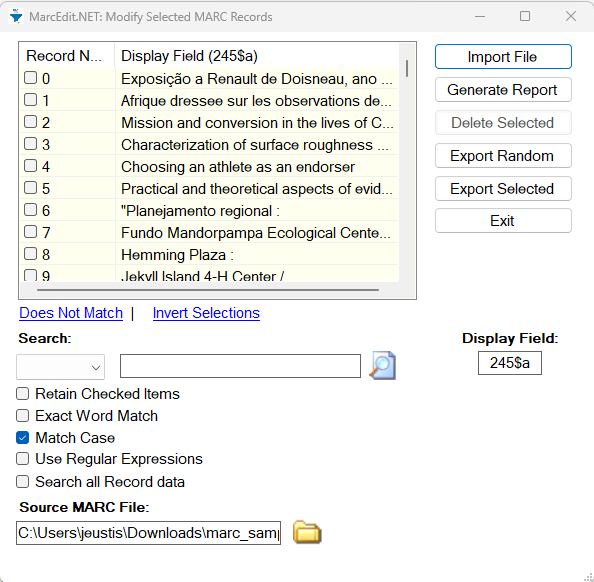 MarcEdit.NET: Modify Selected MARC Records
Record N... Display Field (245$a)
0 Exposição a Renault de Doisneau, ano ...
1 Afrique dressee sur les observations de...
2 Mission and conversion in the lives of C...
3 Characterization of surface roughness ...
4 Choosing an athlete as an endorser
5 Practical and theoretical aspects of evid...
6 "Planejamento regional :
7 Fundo Mandorpampa Ecological Cente...
8 Hemming Plaza :
9 Jekyll Island 4-H Center /
Import File
Generate Report
Delete Selected
Export Random
Export Selected
Exit
Does Not Match | Invert Selections
Search:
Display Field:
245$a
Retain Checked Items
Exact Word Match
Match Case
Use Regular Expressions
Search all Record data
Source MARC File:
C:\Users\jeustis\Downloads\marc_samp